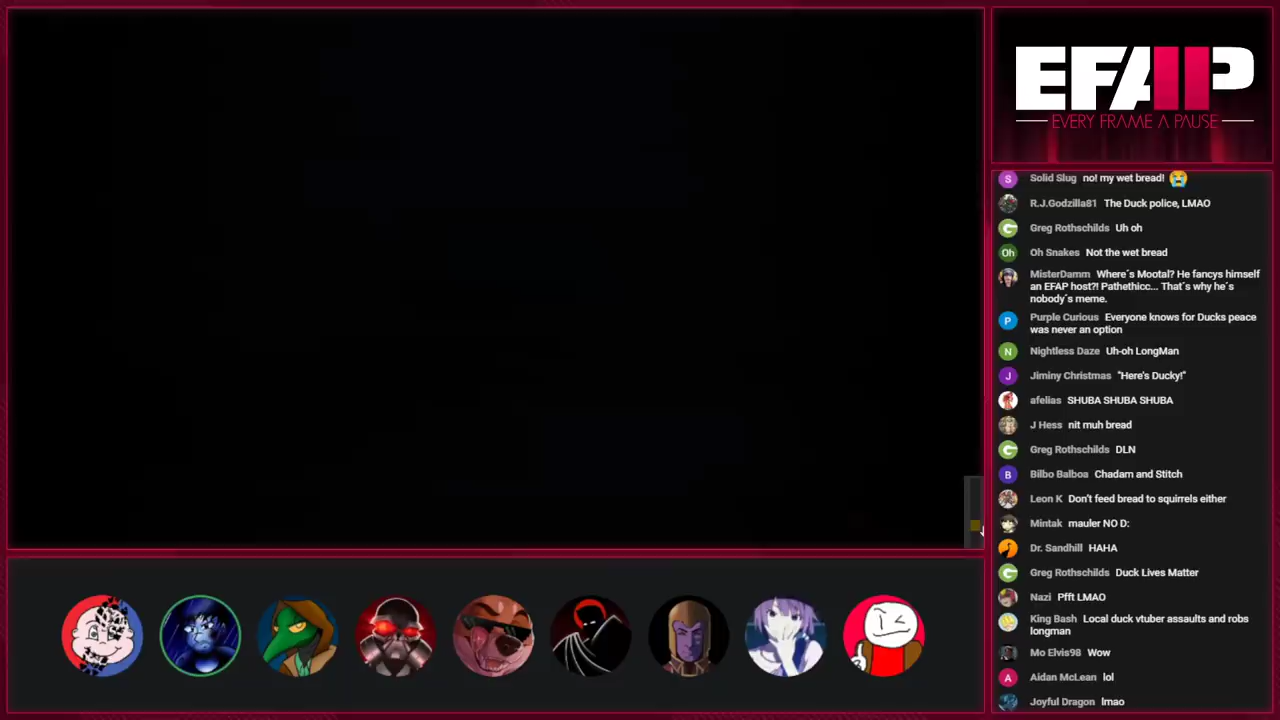 EFAP
EVERY FRAME A PAUSE
S Solid Slug no! my wet bread! 😭
R.J.Godzilla81 The Duck police, LMAO
G Greg Rothschilds Uh oh
Oh Oh Snakes Not the wet bread
MisterDamm Where´s Mootal? He fancys himself
an EFAP host?! Pathethicc... That´s why he´s
nobody´s meme.
P Purple Curious Everyone knows for Ducks peace
was never an option
N Nightless Daze Uh-oh LongMan
J Jiminy Christmas "Here's Ducky!"
afelias SHUBA SHUBA SHUBA
J Hess nit muh bread
G Greg Rothschilds DLN
B Bilbo Balboa Chadam and Stitch
Leon K Don't feed bread to squirrels either
Mintak mauler NO D:
Dr. Sandhill HAHA
G Greg Rothschilds Duck Lives Matter
Nazi Pfft LMAO
King Bash Local duck vtuber assaults and robs
longman
Mo Elvis98 Wow
A Aidan McLean lol
Joyful Dragon lmao